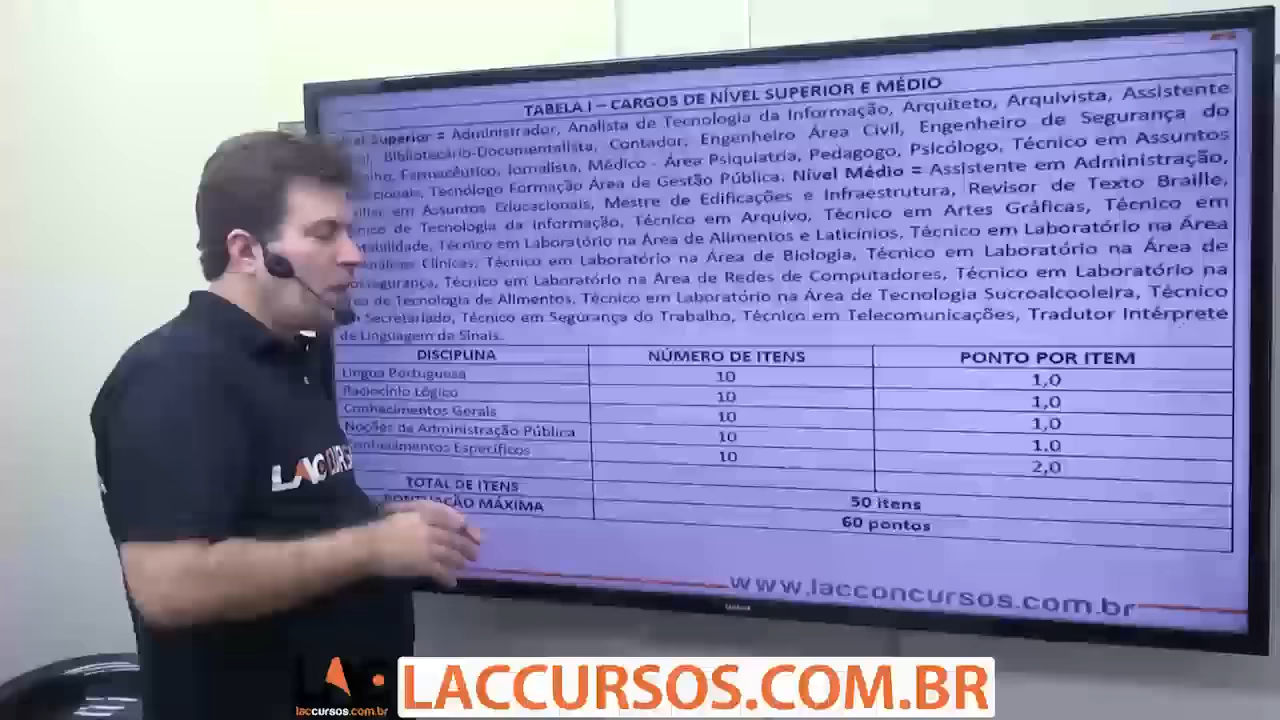 TABELA I – CARGOS DE NÍVEL SUPERIOR E MÉDIO
Superior = Administrador, Analista de Tecnologia da Informação, Arquiteto, Arquivista, Assistente
Bibliotecário-Documentalista, Contador, Engenheiro Área Civil, Engenheiro de Segurança do
Farmacêutico, Jornalista, Médico - Área Psiquiatria, Pedagogo, Psicólogo, Técnico em Assuntos
Tecnólogo Formação Área de Gestão Pública. Nível Médio = Assistente em Administração,
em Assuntos Educacionais, Mestre de Edificações e Infraestrutura, Revisor de Texto Braille,
de Tecnologia da Informação, Técnico em Arquivo, Técnico em Artes Gráficas, Técnico em
Técnico em Laboratório na Área de Alimentos e Laticínios, Técnico em Laboratório na Área
Clínicas, Técnico em Laboratório na Área de Biologia, Técnico em Laboratório na Área de
Técnico em Laboratório na Área de Redes de Computadores, Técnico em Laboratório na
de Tecnologia de Alimentos, Técnico em Laboratório na Área de Tecnologia Sucroalcooleira, Técnico
Secretariado, Técnico em Segurança do Trabalho, Técnico em Telecomunicações, Tradutor Intérprete
de Linguagem de Sinais.
DISCIPLINA NÚMERO DE ITENS PONTO POR ITEM
Língua Portuguesa 10 1,0
Raciocínio Lógico 10 1,0
Conhecimentos Gerais 10 1,0
Noções de Administração Pública 10 1,0
Conhecimentos Específicos 10 2,0
TOTAL DE ITENS 50 itens
PONTUAÇÃO MÁXIMA 60 pontos
www.lacconcursos.com.br
LAC CURSOS
LAC
laccursos.com.br
LACCURSOS.COM.BR